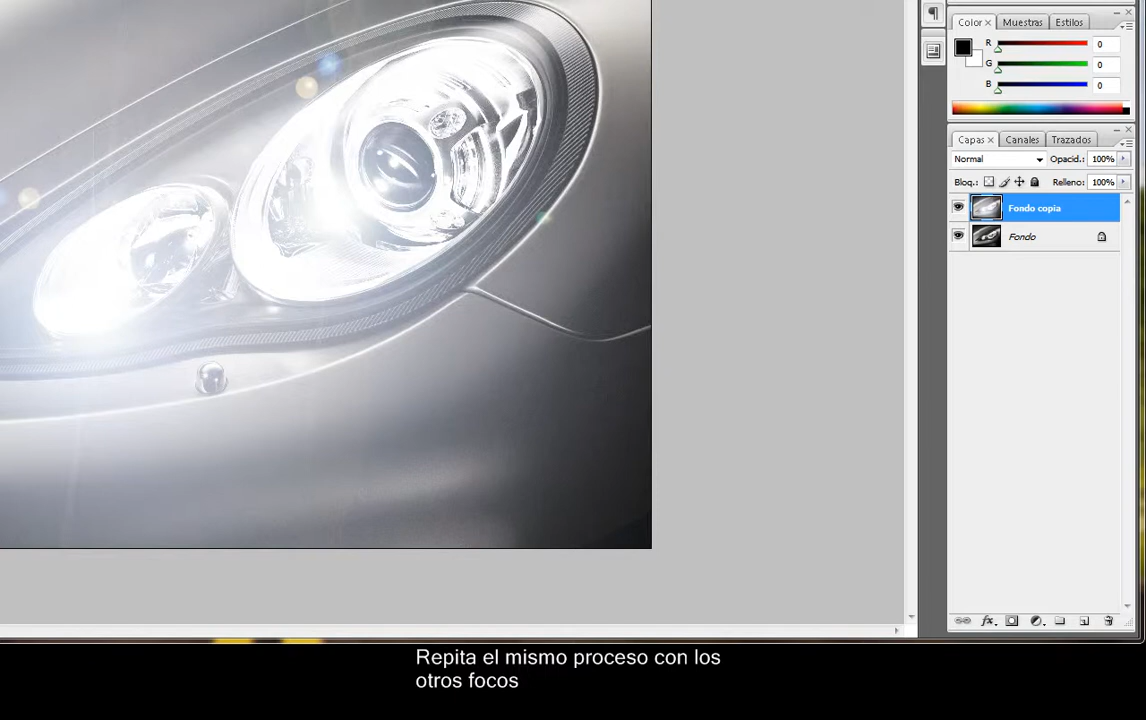 Color Muestras Estilos
R 0
G 0
B 0
Capas Canales Trazados
Normal Opacid.: 100%
Bloq.: Relleno: 100%
Fondo copia
Fondo
fx
Repita el mismo proceso con los
otros focos